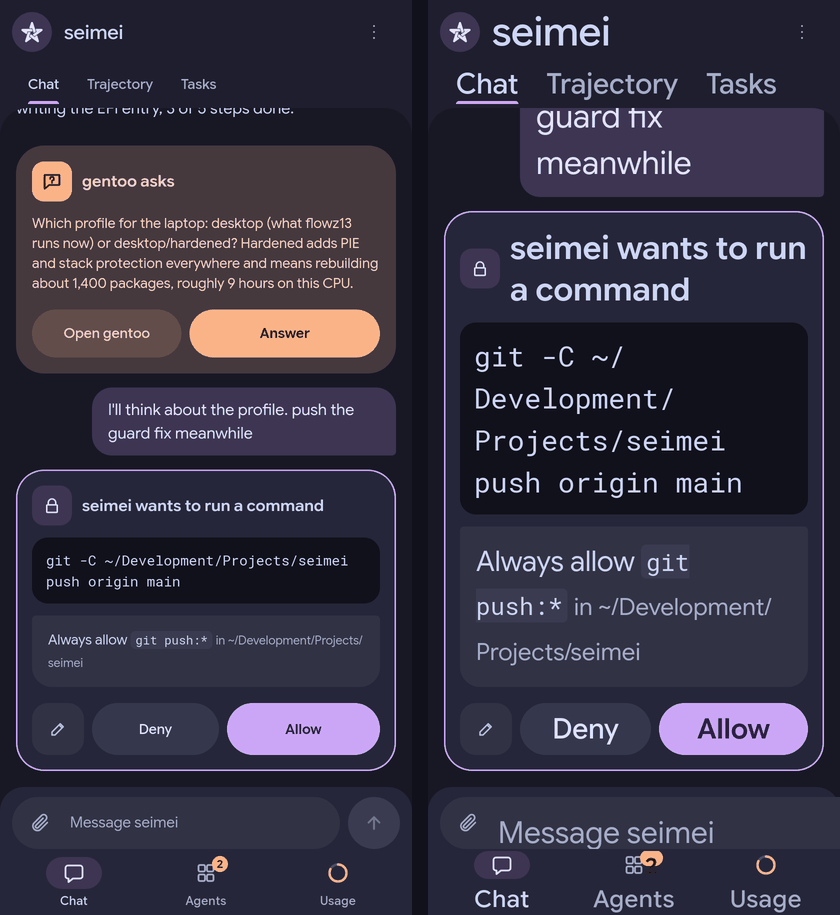 seimei
Chat Trajectory Tasks
writing the EFI entry, 3 of 5 steps done.
gentoo asks
Which profile for the laptop: desktop (what flowz13
runs now) or desktop/hardened? Hardened adds PIE
and stack protection everywhere and means rebuilding
about 1,400 packages, roughly 9 hours on this CPU.
Open gentoo Answer
I'll think about the profile. push the
guard fix meanwhile
seimei wants to run a command
git -C ~/Development/Projects/seimei
push origin main
Always allow git push:* in ~/Development/Projects/
seimei
Deny Allow
Message seimei
2
Chat Agents Usage
seimei
Chat Trajectory Tasks
guard fix
meanwhile
seimei wants to run
a command
git -C ~/
Development/
Projects/seimei
push origin main
Always allow git
push:* in ~/Development/
Projects/seimei
Deny Allow
Message seimei
2
Chat Agents Usage